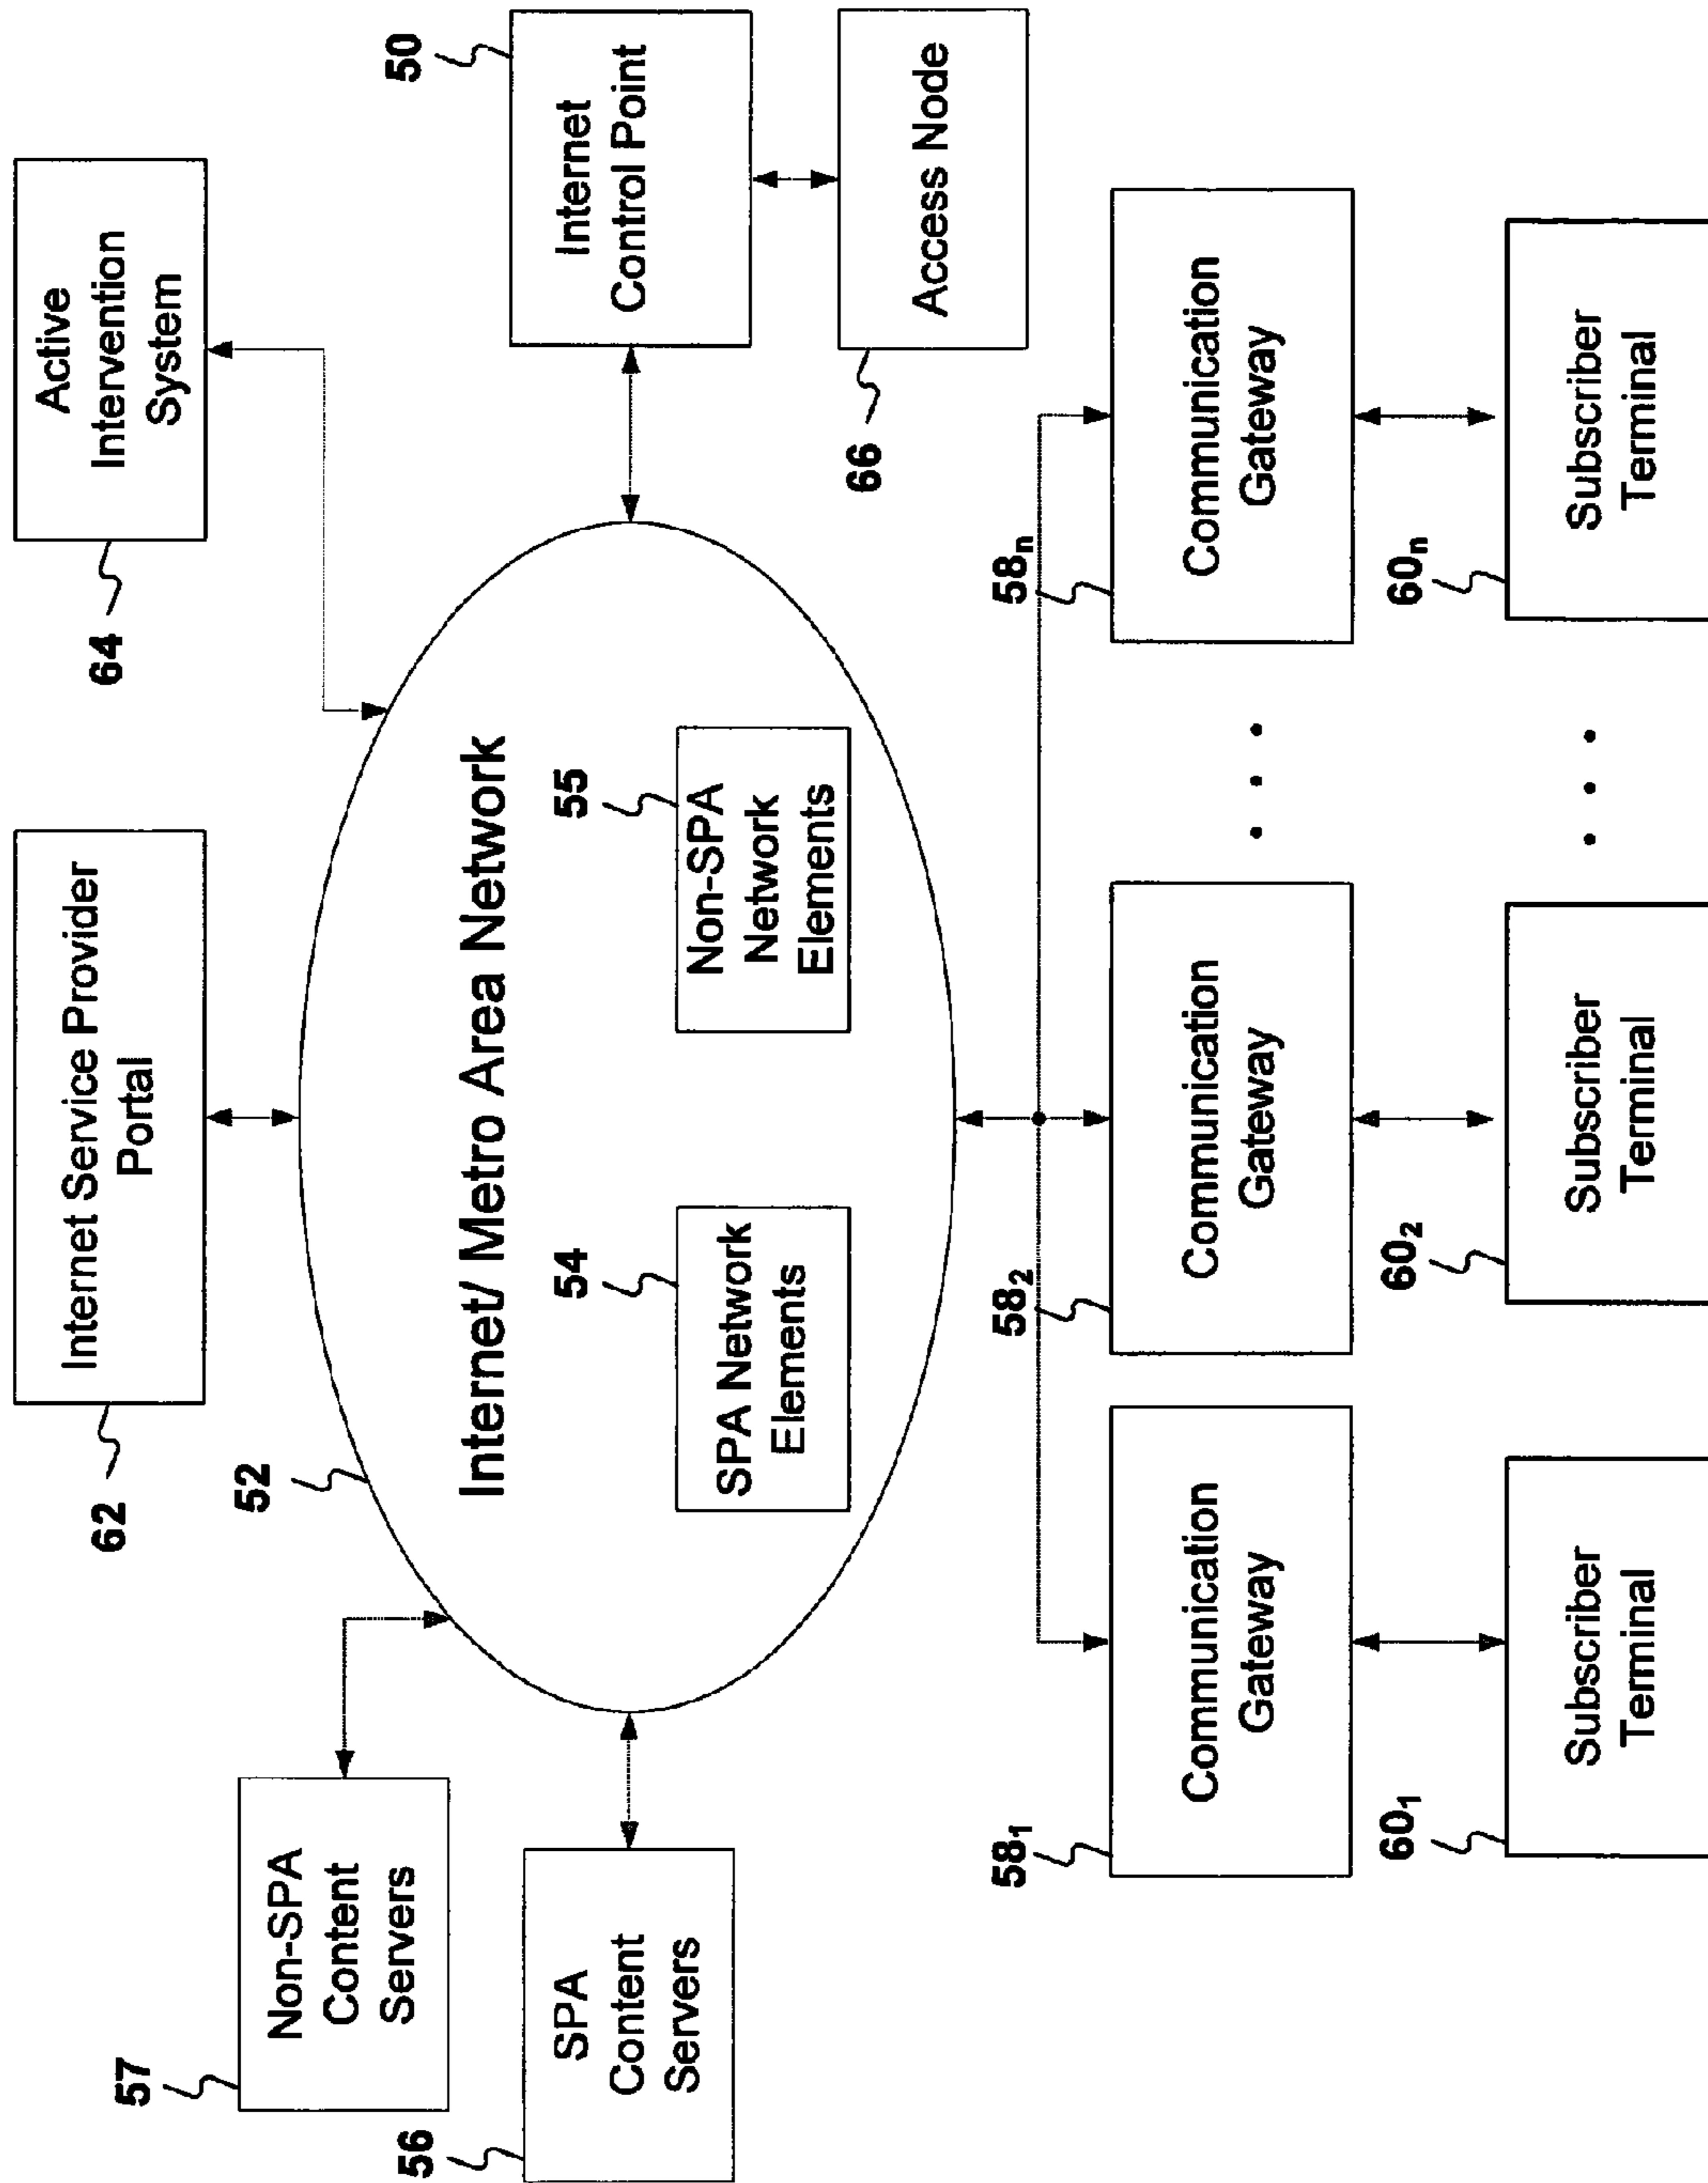 62
Internet Service Provider
Portal
64
Active
Intervention
System
57
Non-SPA
Content
Servers
56
SPA
Content
Servers
52
Internet/ Metro Area Network
54
SPA Network
Elements
55
Non-SPA
Network
Elements
50
Internet
Control Point
66
Access Node
58₁
Communication
Gateway
58₂
Communication
Gateway
58ₙ
Communication
Gateway
• • •
60₁
Subscriber
Terminal
60₂
Subscriber
Terminal
60ₙ
Subscriber
Terminal
• • •